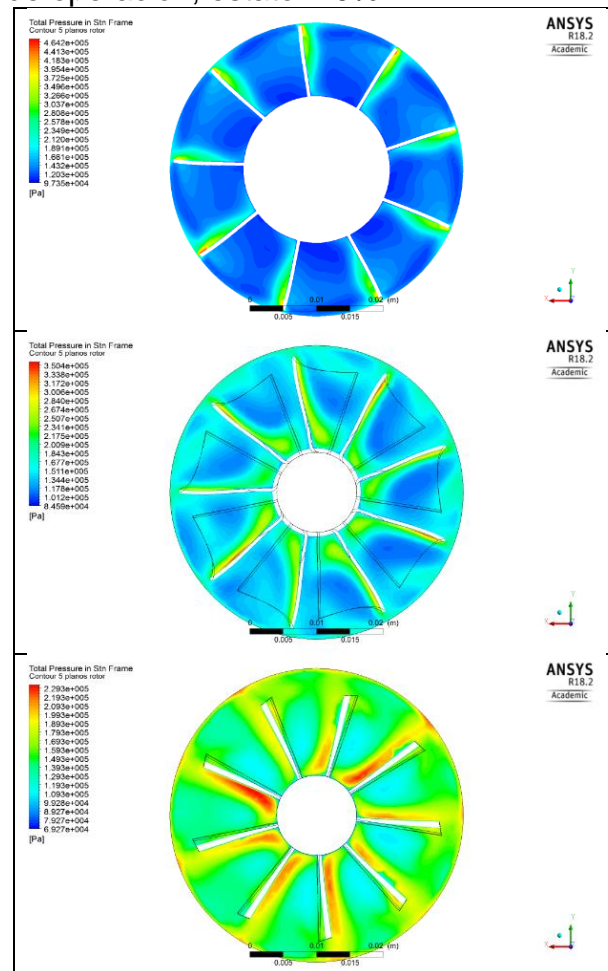 Total Pressure in Stn Frame
Contour 5 planos rotor
4.642e+005
4.413e+005
4.183e+005
3.954e+005
3.725e+005
3.496e+005
3.266e+005
3.037e+005
2.808e+005
2.578e+005
2.349e+005
2.120e+005
1.891e+005
1.661e+005
1.432e+005
1.203e+005
9.735e+004
[Pa]
ANSYS
R18.2
Academic
0 0.01 0.02 (m)
0.005 0.015
Y
X
Total Pressure in Stn Frame
Contour 5 planos rotor
3.504e+005
3.338e+005
3.172e+005
3.006e+005
2.840e+005
2.674e+005
2.507e+005
2.341e+005
2.175e+005
2.009e+005
1.843e+005
1.677e+005
1.511e+005
1.344e+005
1.178e+005
1.012e+005
8.459e+004
[Pa]
ANSYS
R18.2
Academic
0 0.01 0.02 (m)
0.005 0.015
Y
X
Total Pressure in Stn Frame
Contour 5 planos rotor
2.293e+005
2.193e+005
2.093e+005
1.993e+005
1.893e+005
1.793e+005
1.693e+005
1.593e+005
1.493e+005
1.393e+005
1.293e+005
1.193e+005
1.093e+005
9.928e+004
8.927e+004
7.927e+004
6.927e+004
[Pa]
ANSYS
R18.2
Academic
0 0.01 0.02 (m)
0.005 0.015
Y
X